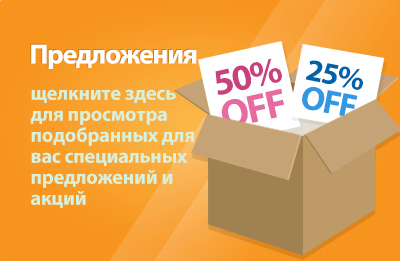 Предложения
щелкните здесь
для просмотра
подобранных для
вас специальных
предложений и
акций
50%
OFF
25%
OFF